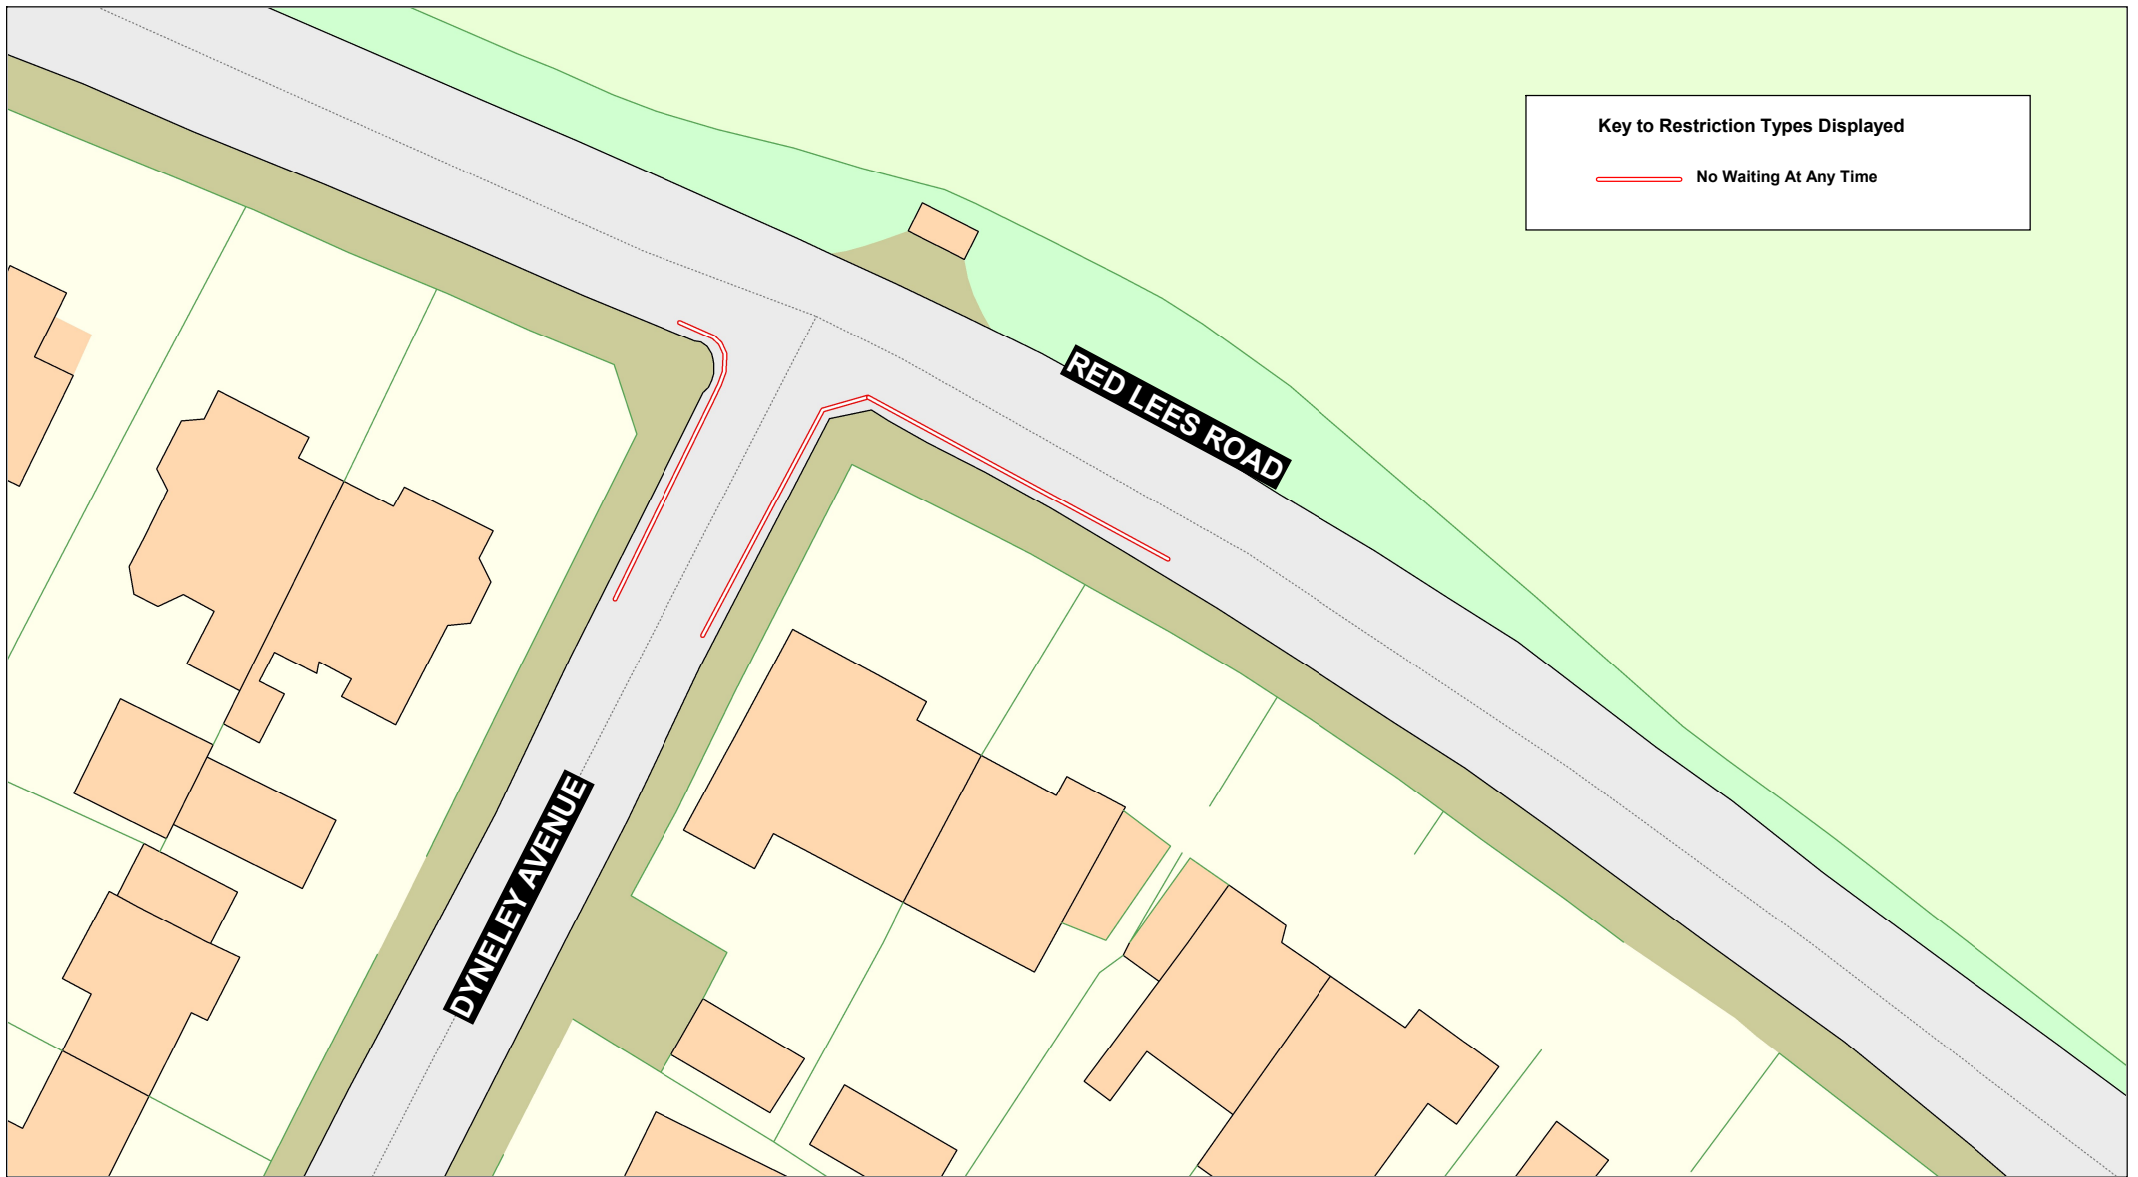 Key to Restriction Types Displayed
No Waiting At Any Time
RED LEES ROAD
DYNELEY AVENUE